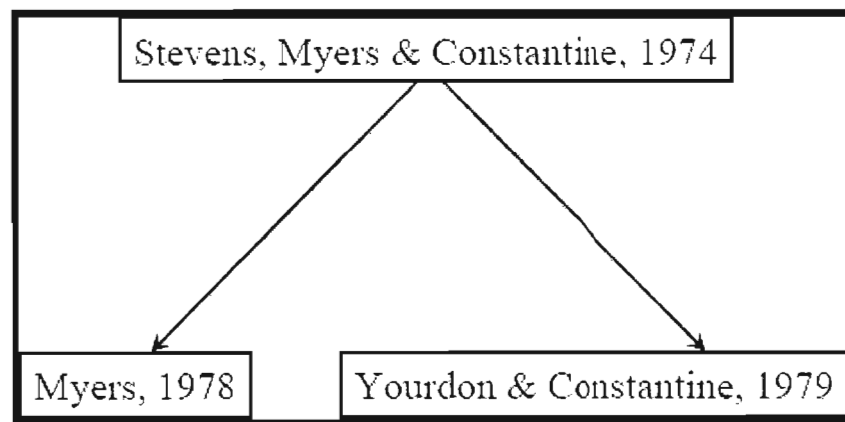 Stevens, Myers & Constantine, 1974
Myers, 1978
Yourdon & Constantine, 1979